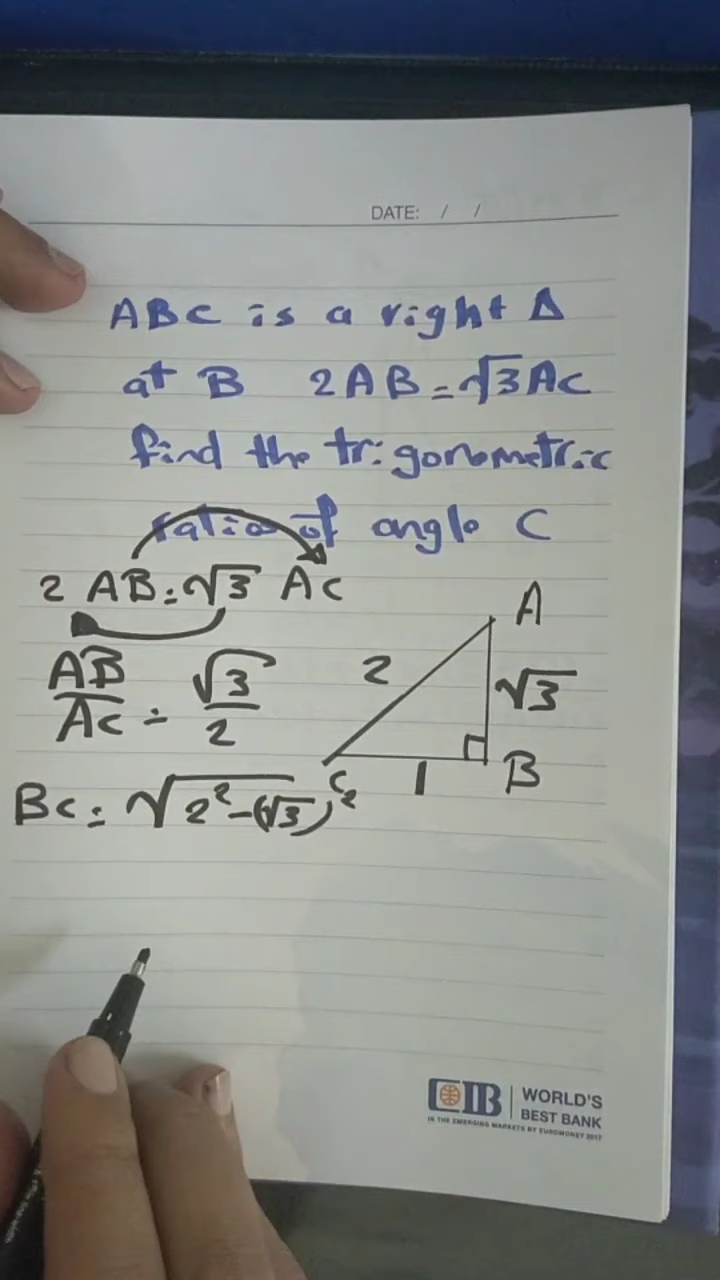 DATE: / /
ABC is a right Δ
at B 2AB=√3AC
find the trigonometric
ratio of angle C
2 AB=√3 AC
AB/AC = √3/2
A
2
√3
C
1
B
BC=√2²-(√3)²
CIB | WORLD'S
BEST BANK
IN THE EMERGING MARKETS BY EUROMONEY 2017